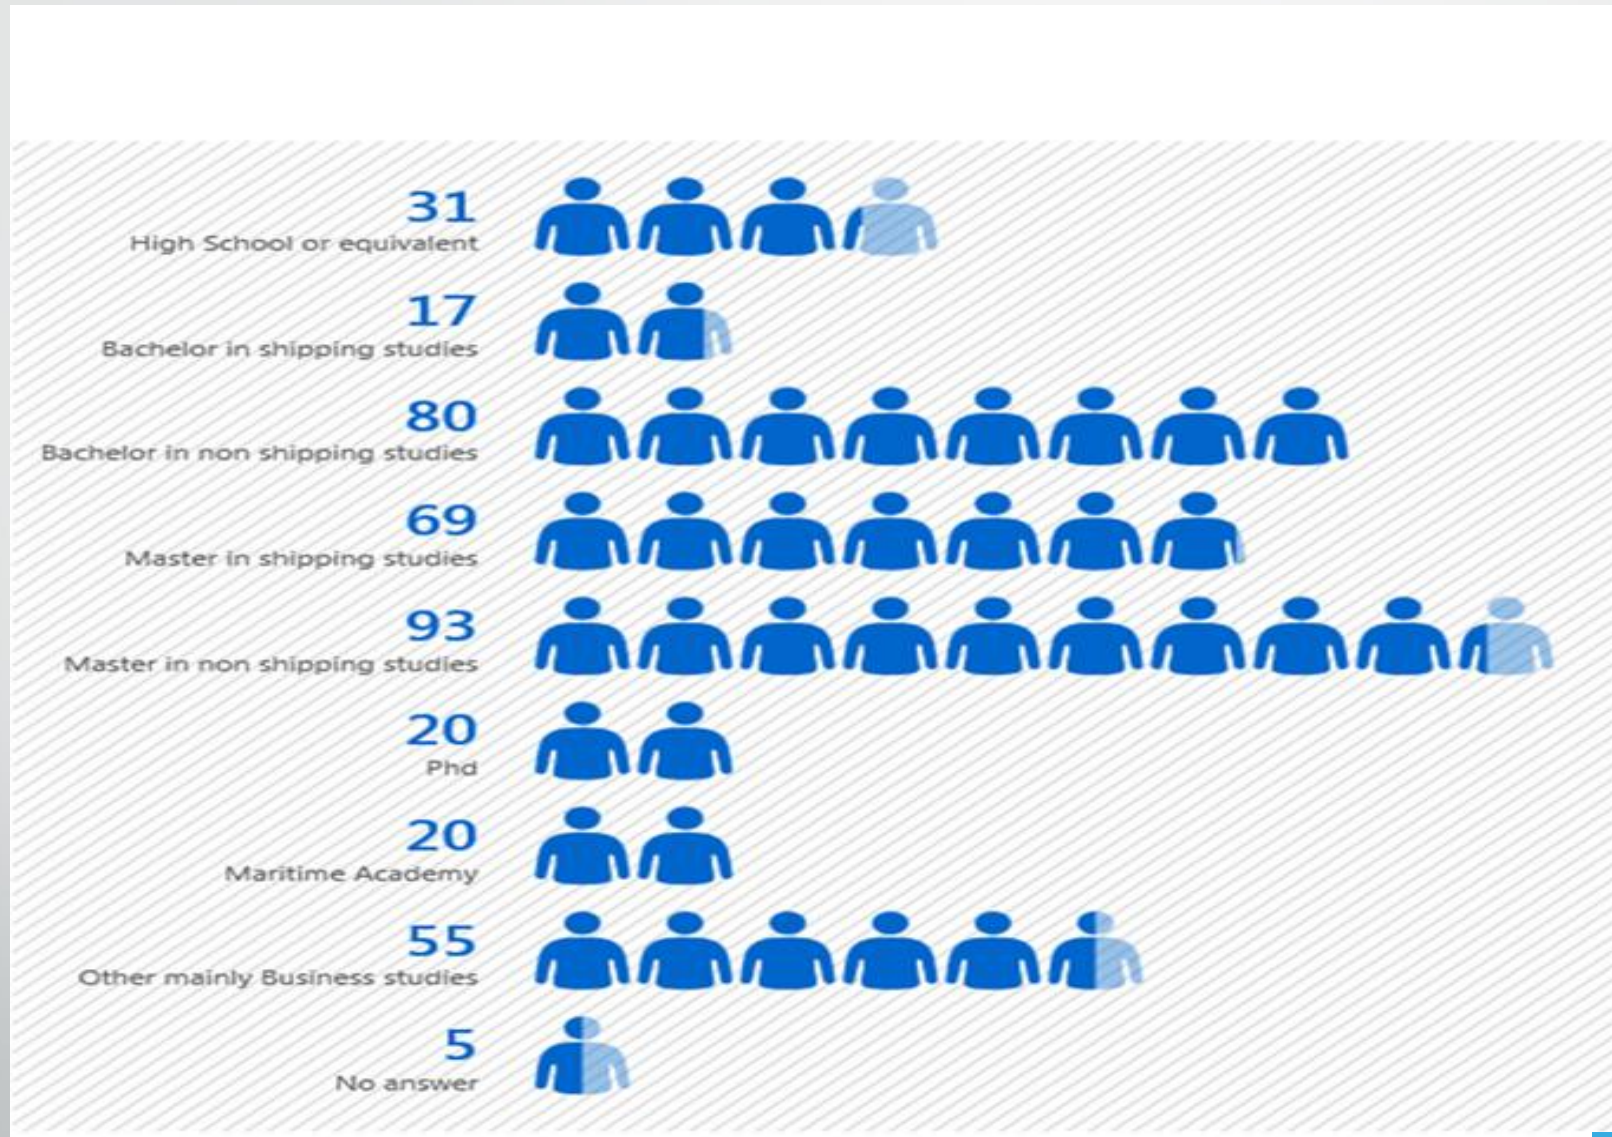 31
High School or equivalent
17
Bachelor in shipping studies
80
Bachelor in non shipping studies
69
Master in shipping studies
93
Master in non shipping studies
20
Phd
20
Maritime Academy
55
Other mainly Business studies
5
No answer